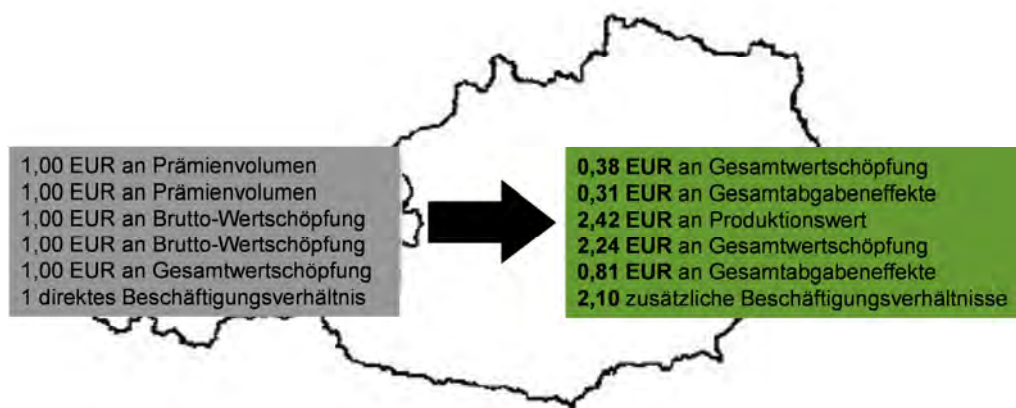 1,00 EUR an Prämienvolumen
1,00 EUR an Prämienvolumen
1,00 EUR an Brutto-Wertschöpfung
1,00 EUR an Brutto-Wertschöpfung
1,00 EUR an Gesamtwertschöpfung
1 direktes Beschäftigungsverhältnis
0,38 EUR an Gesamtwertschöpfung
0,31 EUR an Gesamtabgabeneffekte
2,42 EUR an Produktionswert
2,24 EUR an Gesamtwertschöpfung
0,81 EUR an Gesamtabgabeneffekte
2,10 zusätzliche Beschäftigungsverhältnisse